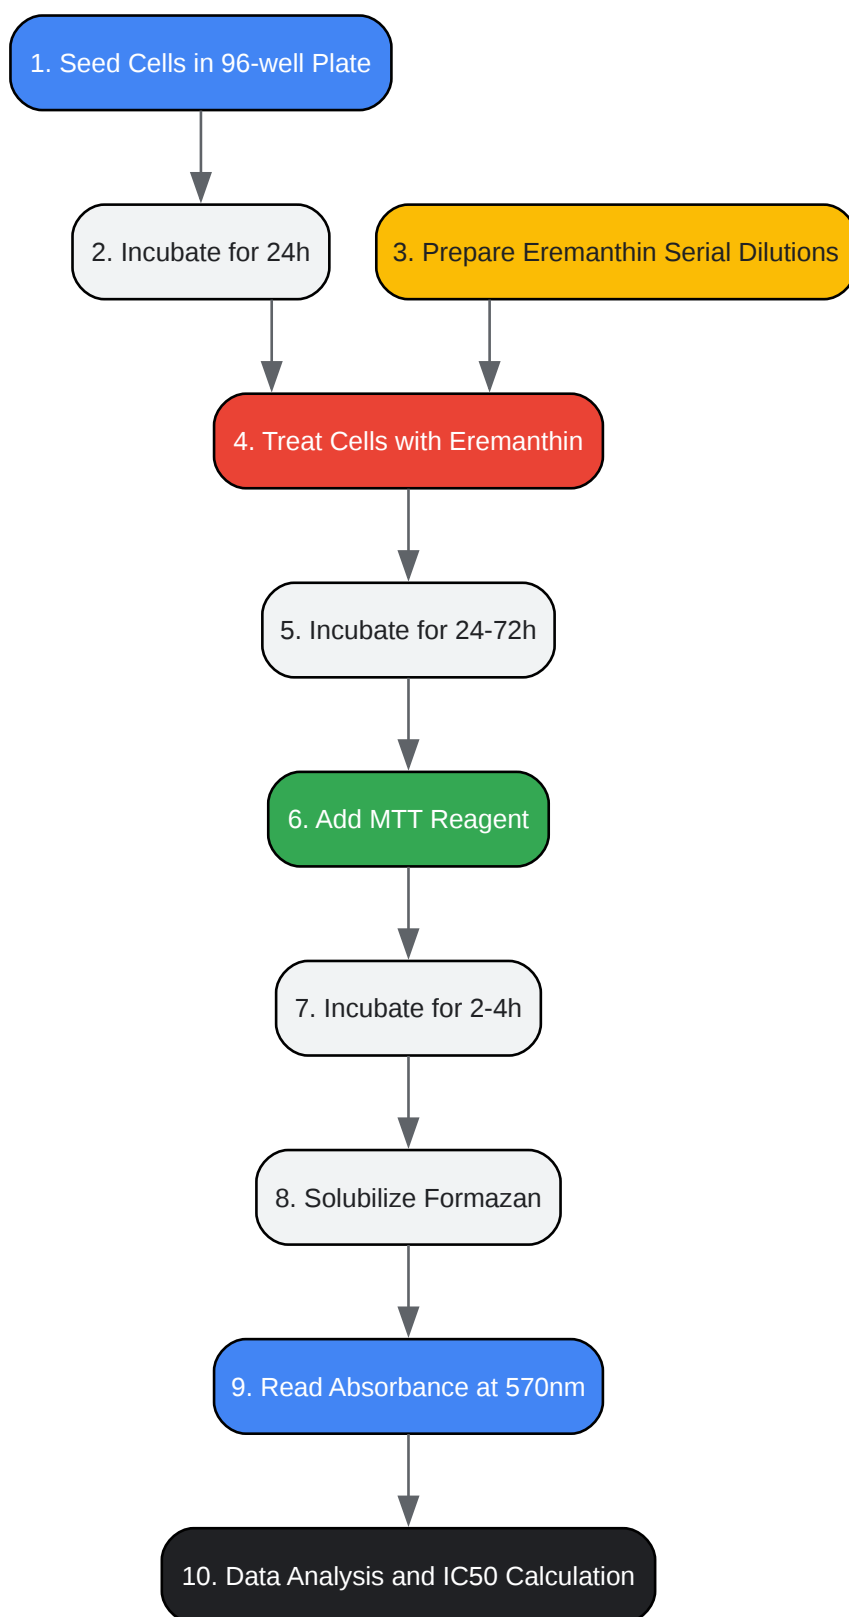 1. Seed Cells in 96-well Plate
2. Incubate for 24h
3. Prepare Eremanthin Serial Dilutions
4. Treat Cells with Eremanthin
5. Incubate for 24-72h
6. Add MTT Reagent
7. Incubate for 2-4h
8. Solubilize Formazan
9. Read Absorbance at 570nm
10. Data Analysis and IC50 Calculation